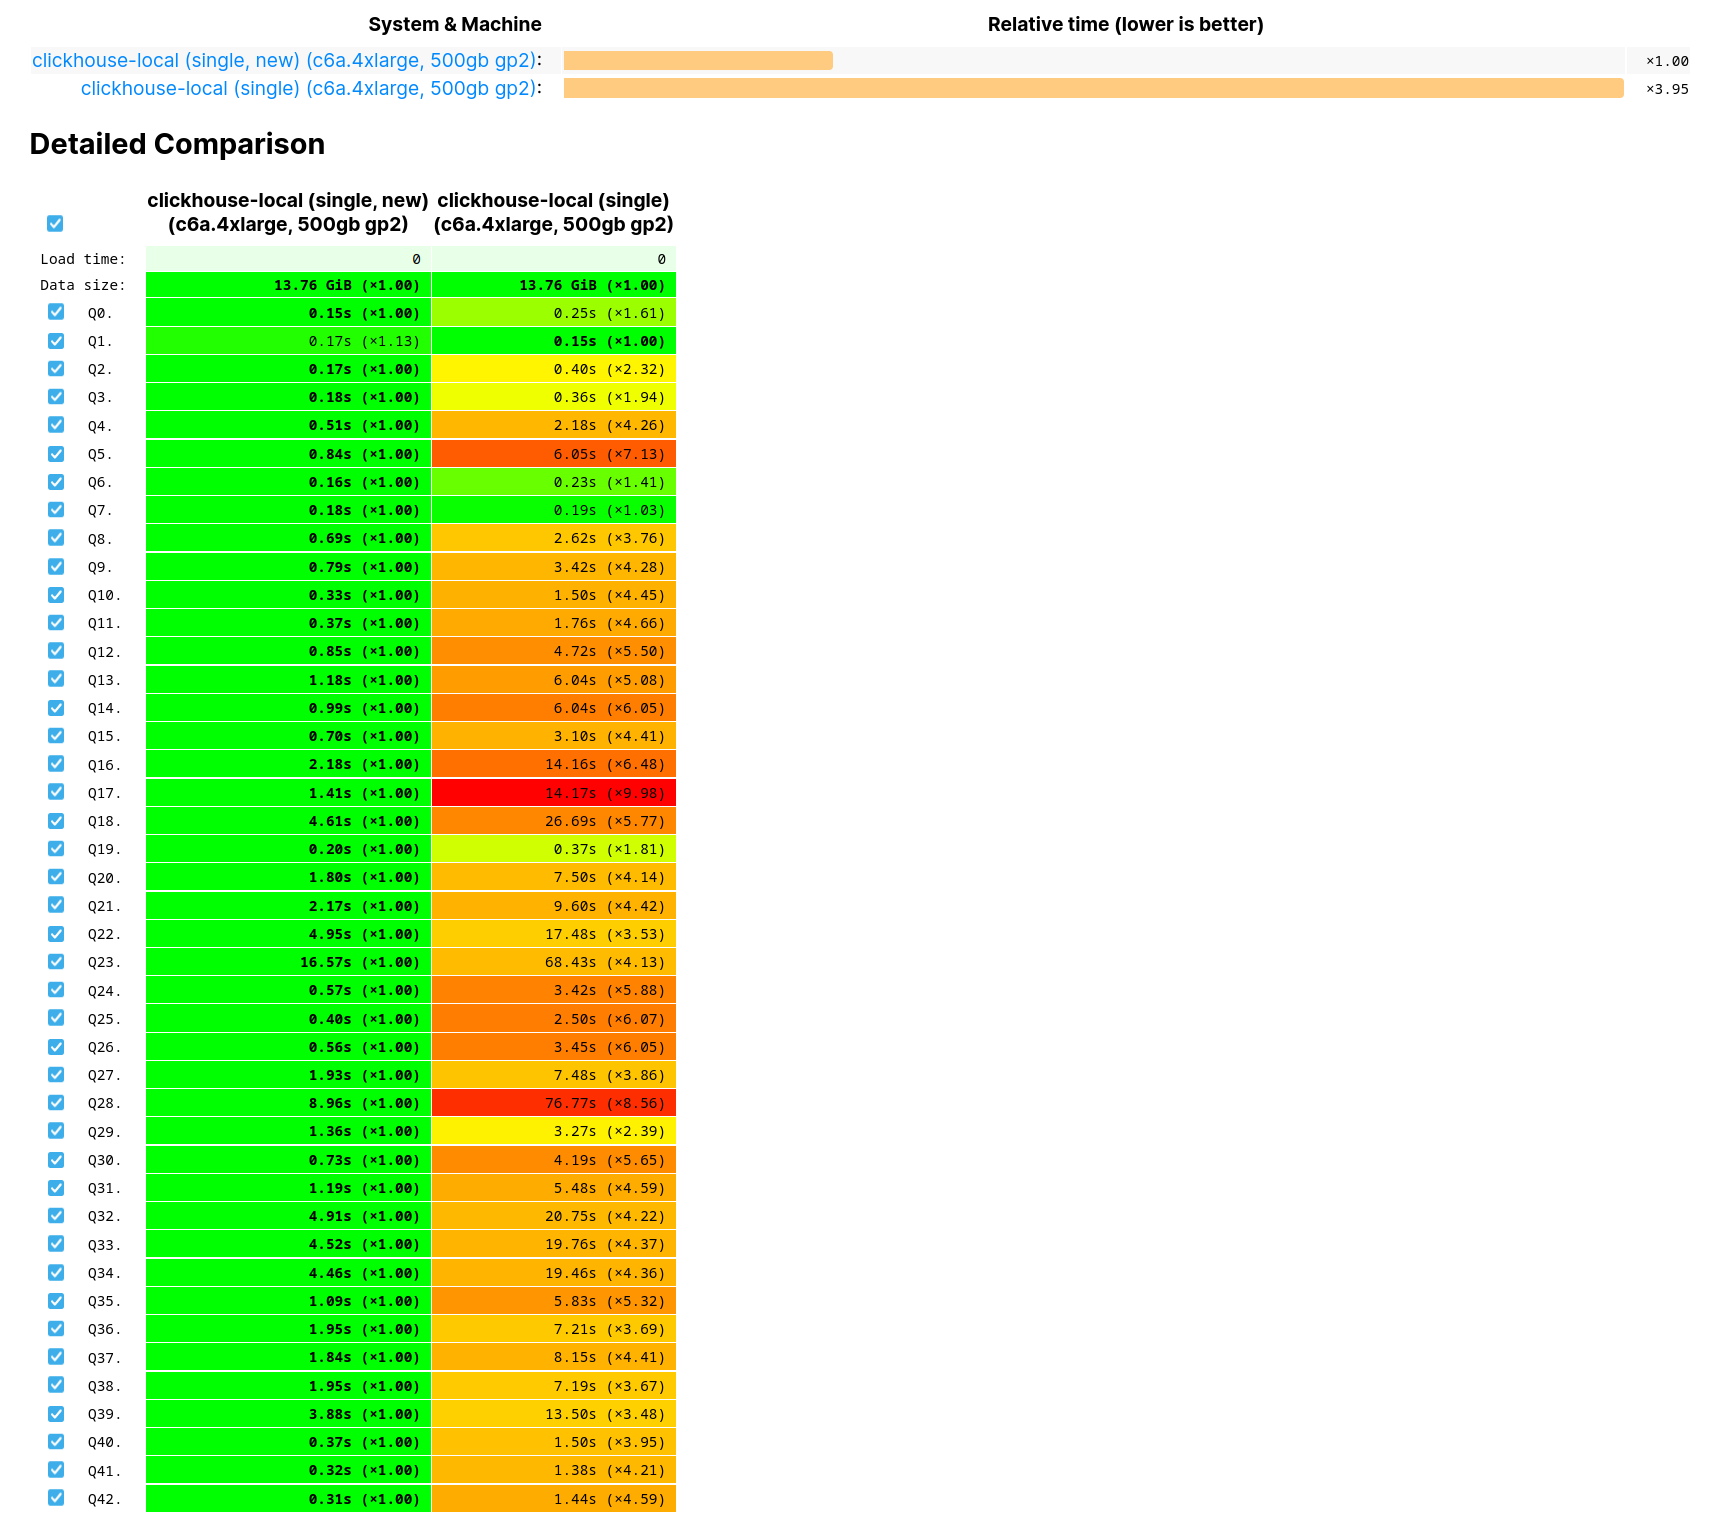 System & Machine Relative time (lower is better)
clickhouse-local (single, new) (c6a.4xlarge, 500gb gp2): ×1.00
clickhouse-local (single) (c6a.4xlarge, 500gb gp2): ×3.95
Detailed Comparison
clickhouse-local (single, new) clickhouse-local (single)
(c6a.4xlarge, 500gb gp2) (c6a.4xlarge, 500gb gp2)
Load time: 0 0
Data size: 13.76 GiB (×1.00) 13.76 GiB (×1.00)
Q0. 0.15s (×1.00) 0.25s (×1.61)
Q1. 0.17s (×1.13) 0.15s (×1.00)
Q2. 0.17s (×1.00) 0.40s (×2.32)
Q3. 0.18s (×1.00) 0.36s (×1.94)
Q4. 0.51s (×1.00) 2.18s (×4.26)
Q5. 0.84s (×1.00) 6.05s (×7.13)
Q6. 0.16s (×1.00) 0.23s (×1.41)
Q7. 0.18s (×1.00) 0.19s (×1.03)
Q8. 0.69s (×1.00) 2.62s (×3.76)
Q9. 0.79s (×1.00) 3.42s (×4.28)
Q10. 0.33s (×1.00) 1.50s (×4.45)
Q11. 0.37s (×1.00) 1.76s (×4.66)
Q12. 0.85s (×1.00) 4.72s (×5.50)
Q13. 1.18s (×1.00) 6.04s (×5.08)
Q14. 0.99s (×1.00) 6.04s (×6.05)
Q15. 0.70s (×1.00) 3.10s (×4.41)
Q16. 2.18s (×1.00) 14.16s (×6.48)
Q17. 1.41s (×1.00) 14.17s (×9.98)
Q18. 4.61s (×1.00) 26.69s (×5.77)
Q19. 0.20s (×1.00) 0.37s (×1.81)
Q20. 1.80s (×1.00) 7.50s (×4.14)
Q21. 2.17s (×1.00) 9.60s (×4.42)
Q22. 4.95s (×1.00) 17.48s (×3.53)
Q23. 16.57s (×1.00) 68.43s (×4.13)
Q24. 0.57s (×1.00) 3.42s (×5.88)
Q25. 0.40s (×1.00) 2.50s (×6.07)
Q26. 0.56s (×1.00) 3.45s (×6.05)
Q27. 1.93s (×1.00) 7.48s (×3.86)
Q28. 8.96s (×1.00) 76.77s (×8.56)
Q29. 1.36s (×1.00) 3.27s (×2.39)
Q30. 0.73s (×1.00) 4.19s (×5.65)
Q31. 1.19s (×1.00) 5.48s (×4.59)
Q32. 4.91s (×1.00) 20.75s (×4.22)
Q33. 4.52s (×1.00) 19.76s (×4.37)
Q34. 4.46s (×1.00) 19.46s (×4.36)
Q35. 1.09s (×1.00) 5.83s (×5.32)
Q36. 1.95s (×1.00) 7.21s (×3.69)
Q37. 1.84s (×1.00) 8.15s (×4.41)
Q38. 1.95s (×1.00) 7.19s (×3.67)
Q39. 3.88s (×1.00) 13.50s (×3.48)
Q40. 0.37s (×1.00) 1.50s (×3.95)
Q41. 0.32s (×1.00) 1.38s (×4.21)
Q42. 0.31s (×1.00) 1.44s (×4.59)